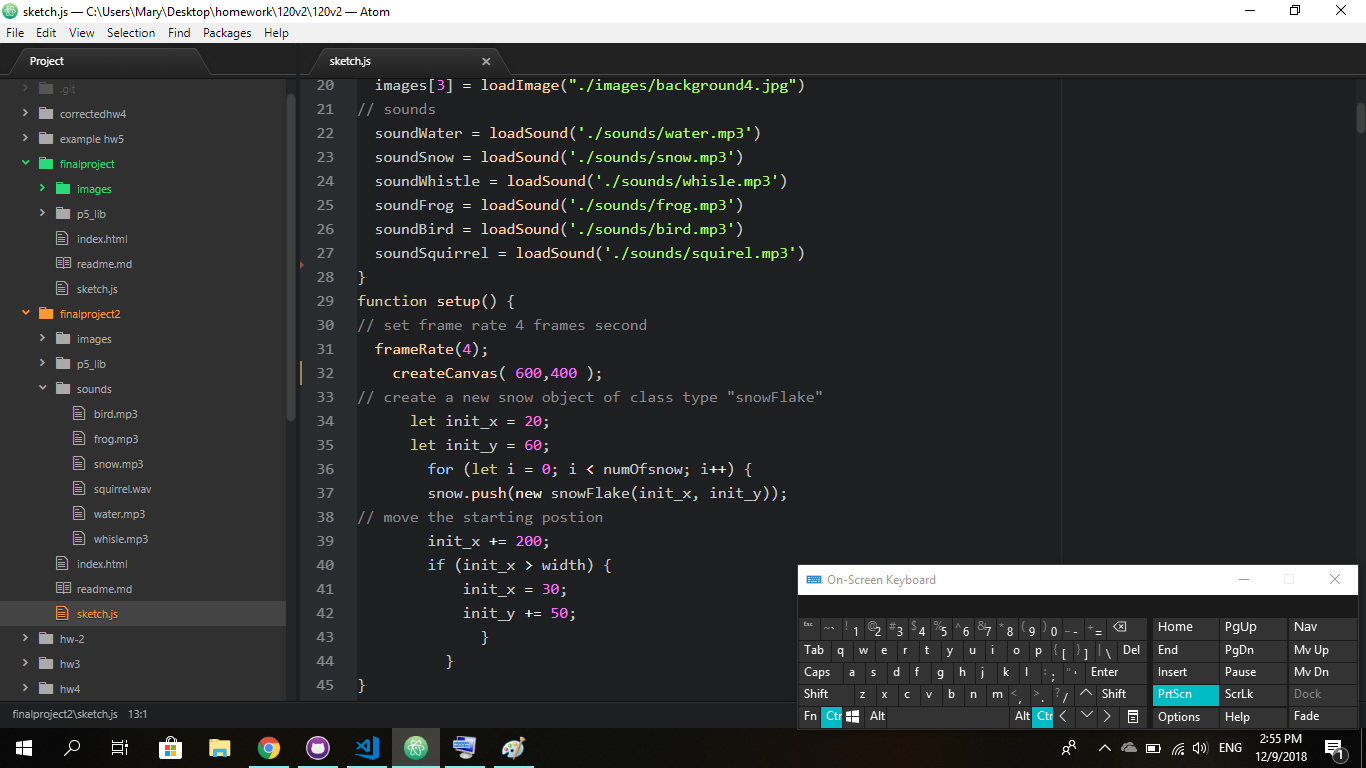 sketch.js — C:\Users\Mary\Desktop\homework\120v2\120v2 — Atom
File Edit View Selection Find Packages Help
Project
.git
correctedhw4
example hw5
finalproject
images
p5_lib
index.html
readme.md
sketch.js
finalproject2
images
p5_lib
sounds
bird.mp3
frog.mp3
snow.mp3
squirrel.wav
water.mp3
whisle.mp3
index.html
readme.md
sketch.js
hw-2
hw3
hw4
sketch.js
20 images[3] = loadImage("./images/background4.jpg")
21 // sounds
22 soundWater = loadSound('./sounds/water.mp3')
23 soundSnow = loadSound('./sounds/snow.mp3')
24 soundWhistle = loadSound('./sounds/whisle.mp3')
25 soundFrog = loadSound('./sounds/frog.mp3')
26 soundBird = loadSound('./sounds/bird.mp3')
27 soundSquirrel = loadSound('./sounds/squirel.mp3')
28 }
29 function setup() {
30 // set frame rate 4 frames second
31 frameRate(4);
32 createCanvas( 600,400 );
33 // create a new snow object of class type "snowFlake"
34 let init_x = 20;
35 let init_y = 60;
36 for (let i = 0; i < numOfsnow; i++) {
37 snow.push(new snowFlake(init_x, init_y));
38 // move the starting postion
39 init_x += 200;
40 if (init_x > width) {
41 init_x = 30;
42 init_y += 50;
43 }
44 }
45 }
finalproject2\sketch.js 13:1
On-Screen Keyboard
esc ~ ` ! 1 @ 2 # 3 $ 4 % 5 ^ 6 & 7 * 8 ( 9 ) 0 _ - + = Home PgUp Nav
Tab q w e r t y u i o p { [ } ] | \ Del End PgDn Mv Up
Caps a s d f g h j k l : ; " ' Enter Insert Pause Mv Dn
Shift z x c v b n m < , > . ? / ^ Shift PrtScn ScrLk Dock
Fn Ctr Alt Alt Ctr Options Help Fade
ENG
2:55 PM
12/9/2018
1